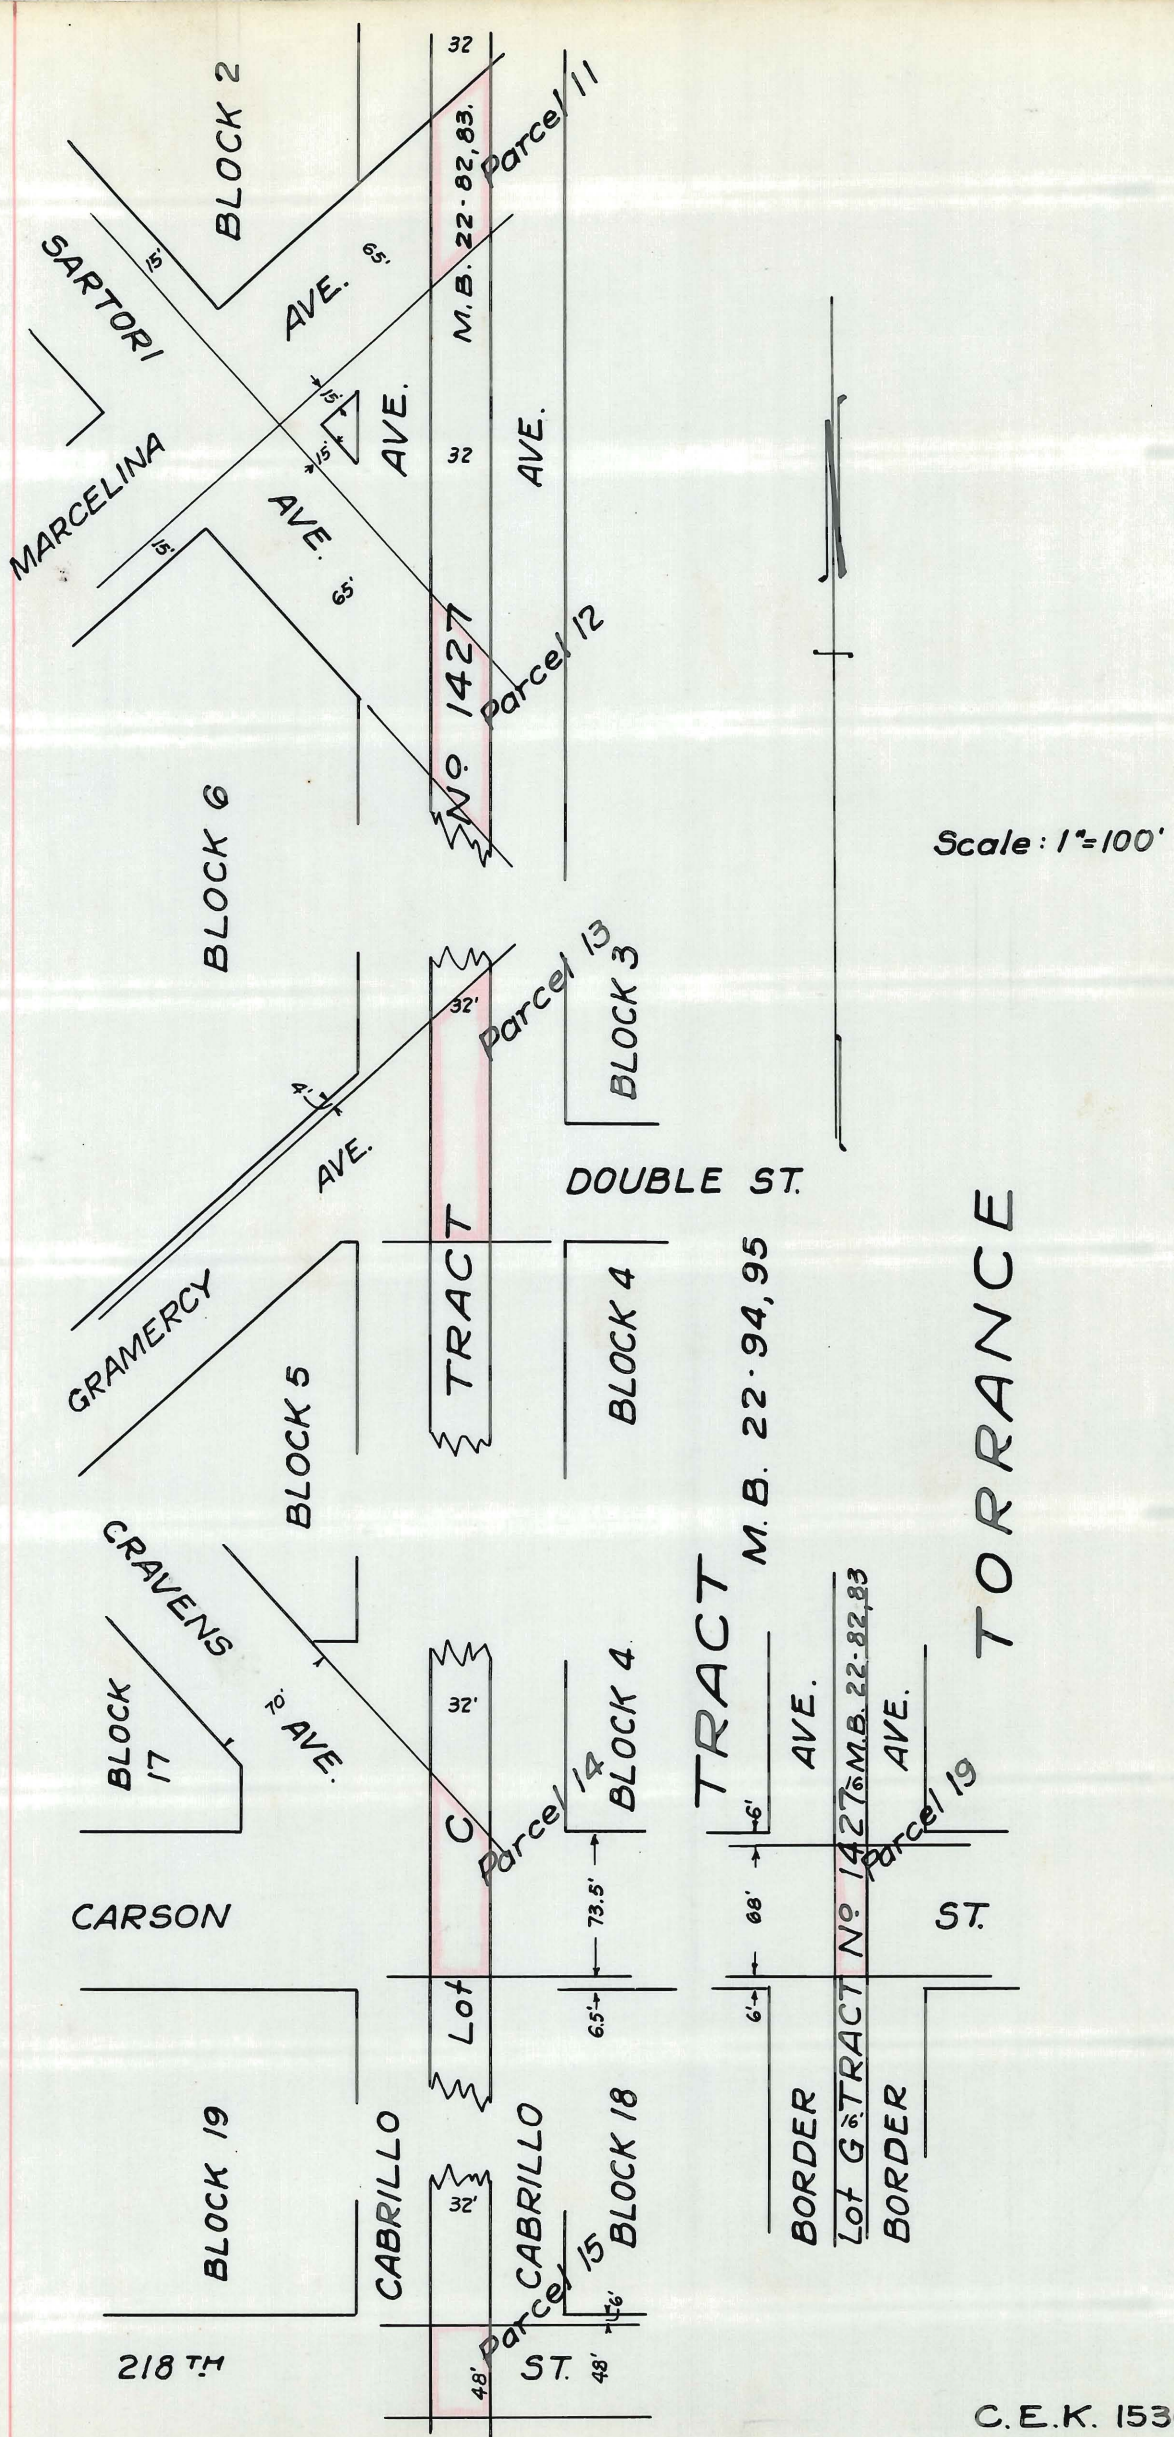 BLOCK 2
32
M.B. 22-82,83.
Parcel 11
SARTORI
15'
AVE.
65'
15'
15'
AVE.
32
AVE.
MARCELINA
15'
AVE.
65'
Nº 1427
Parcel 12
BLOCK 6
Scale: 1"=100'
32'
Parcel 13
BLOCK 3
4'
AVE.
DOUBLE ST.
GRAMERCY
TRACT
BLOCK 4
M.B. 22-94,95
TORRANCE
BLOCK 5
CRAVENS
70'
AVE.
BLOCK
17
32'
C
Parcel 14
BLOCK 4
TRACT
AVE.
Nº 1427
M.B. 22-82,83
AVE.
Parcel 19
6'
CARSON
73.5'
68'
ST.
Lot
6.5'
6'
BLOCK 19
CABRILLO
32'
CABRILLO
BLOCK 18
BORDER
Lot G
16'
TRACT
BORDER
Parcel 15
6'
218TH
48'
ST.
48'
C.E.K. 153